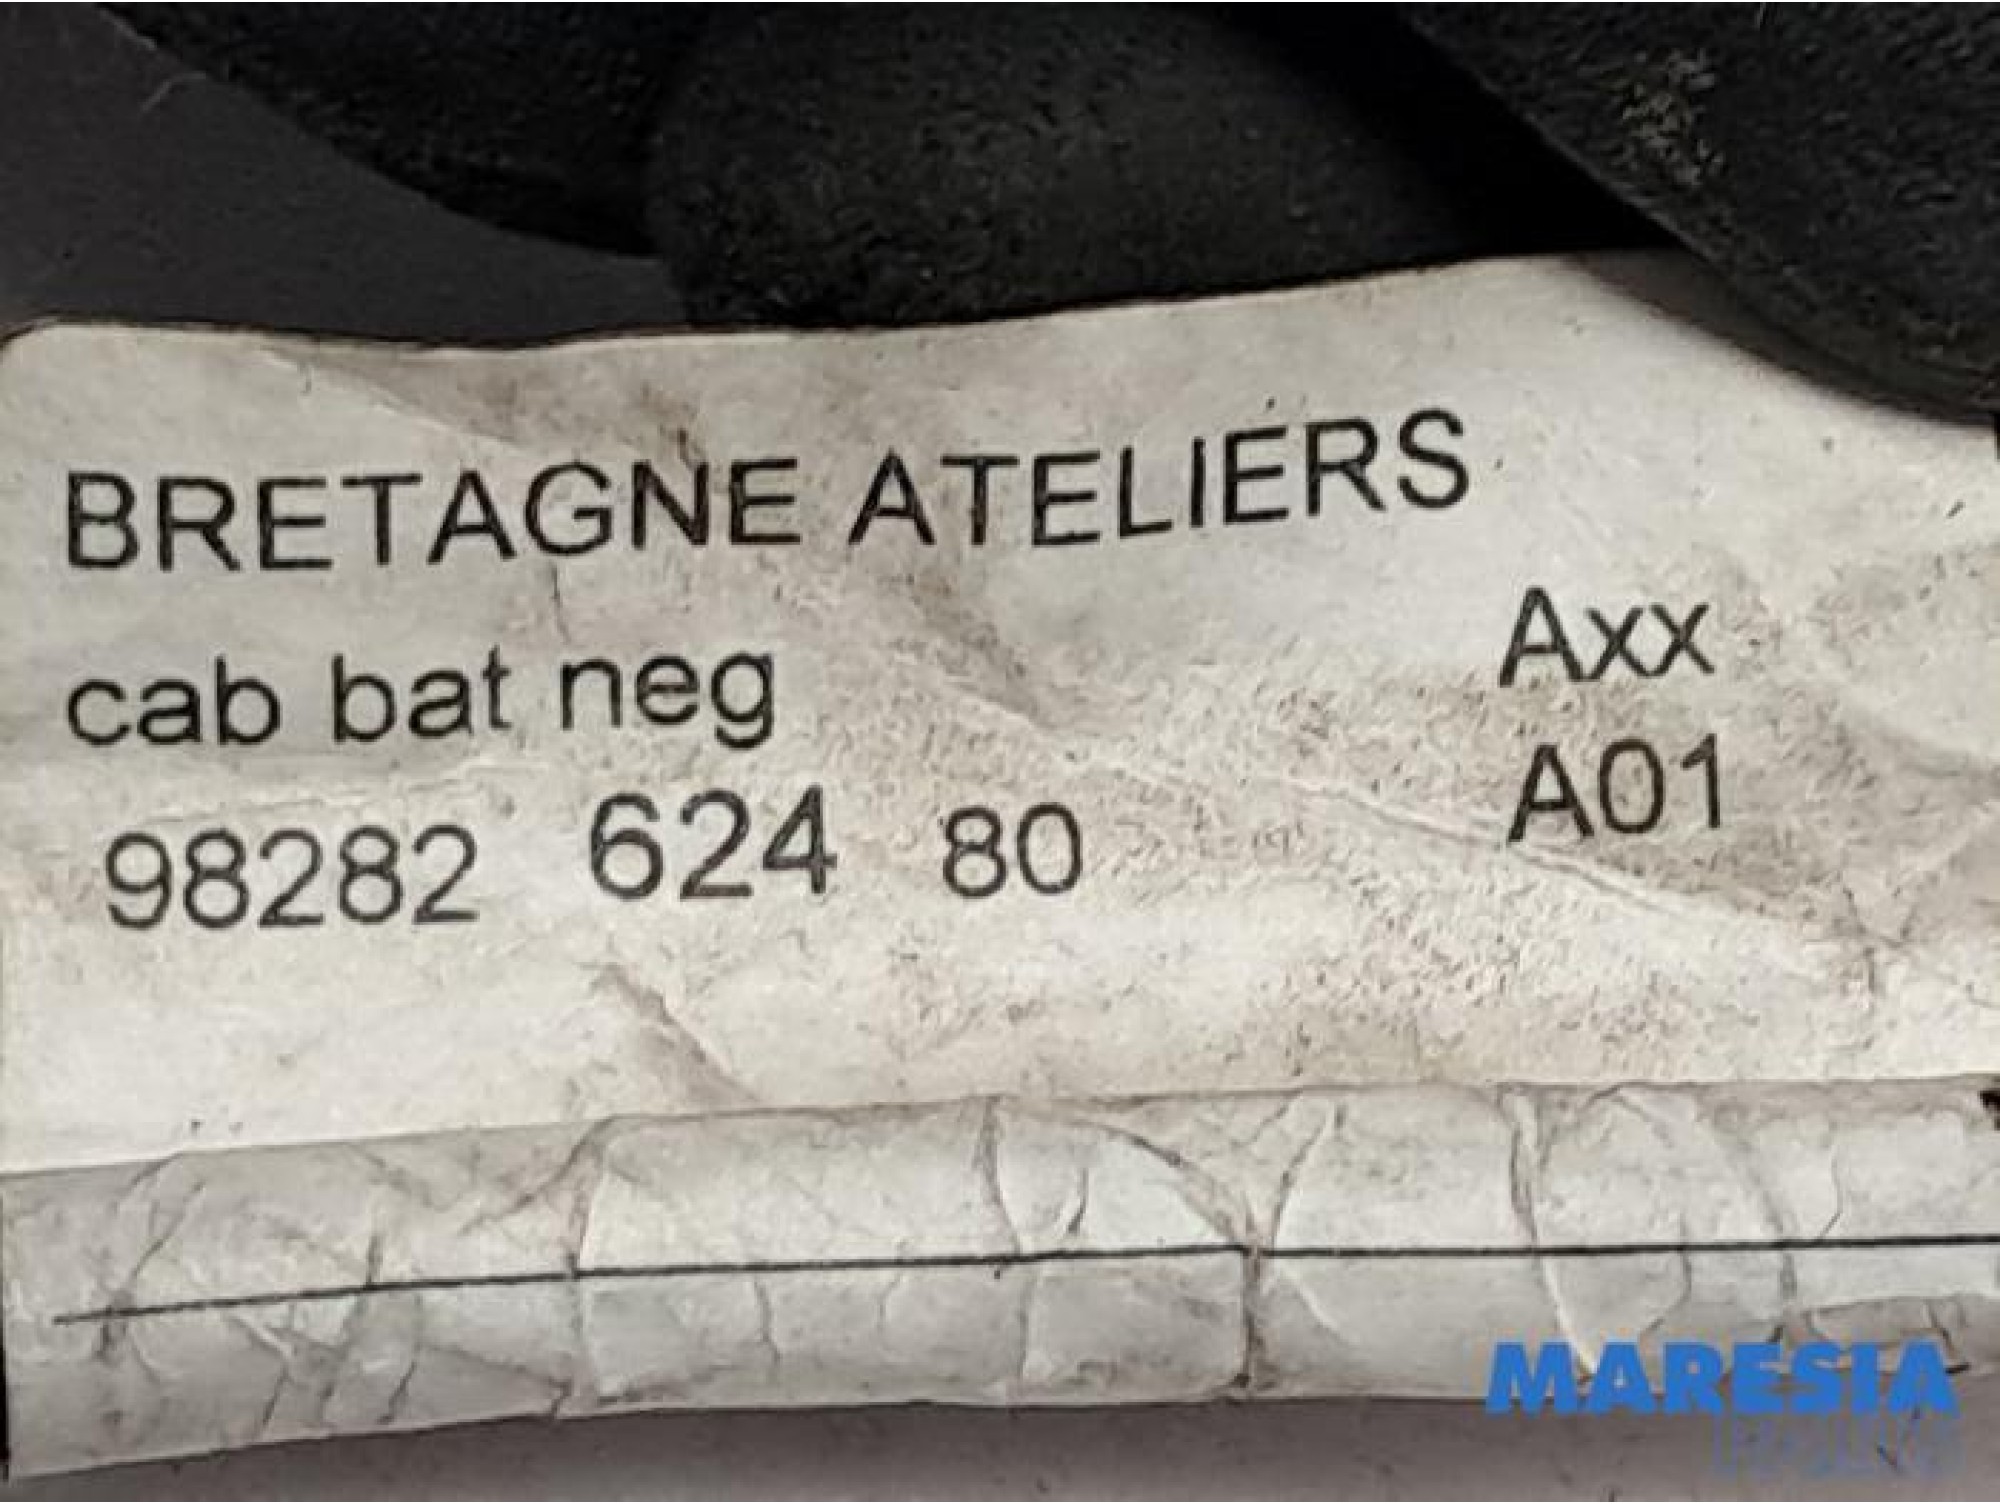 BRETAGNE ATELIERS
cab bat neg Axx
98282 624 80 A01
MARESIA